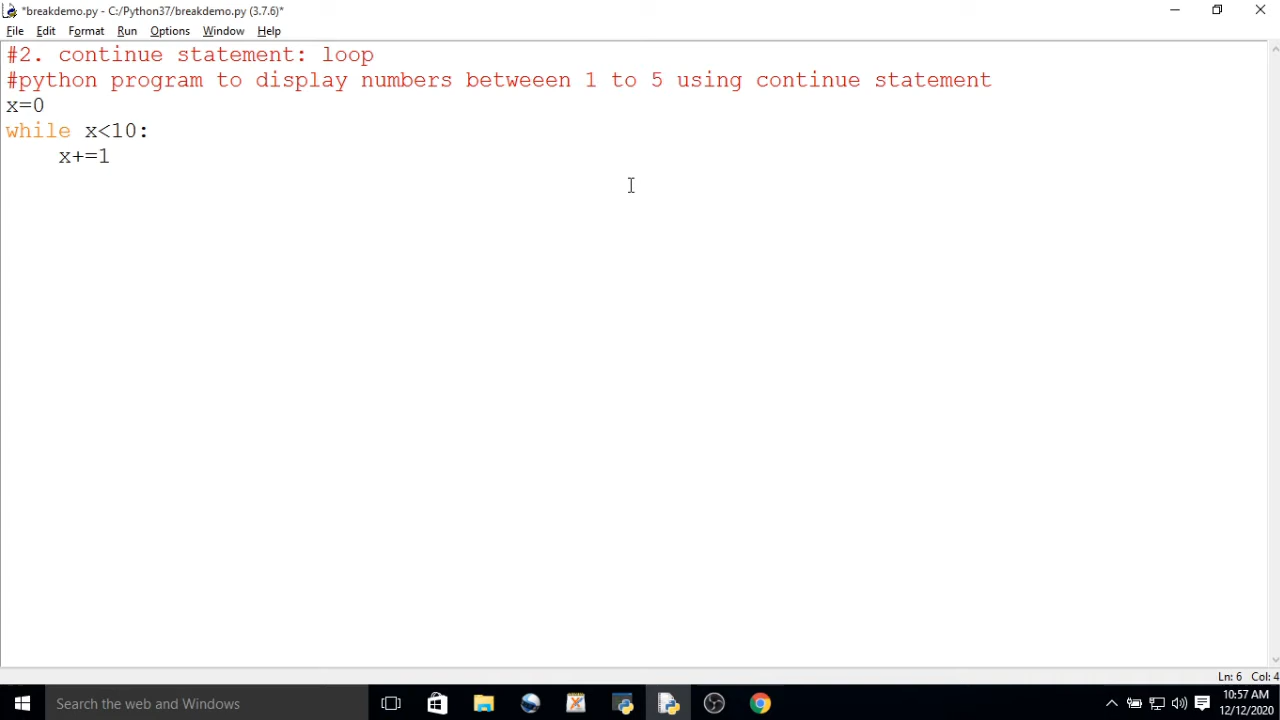 *breakdemo.py - C:/Python37/breakdemo.py (3.7.6)*
File Edit Format Run Options Window Help
#2. continue statement: loop
#python program to display numbers betweeen 1 to 5 using continue statement
x=0
while x<10:
    x+=1
Ln: 6 Col: 4
Search the web and Windows
10:57 AM
12/12/2020